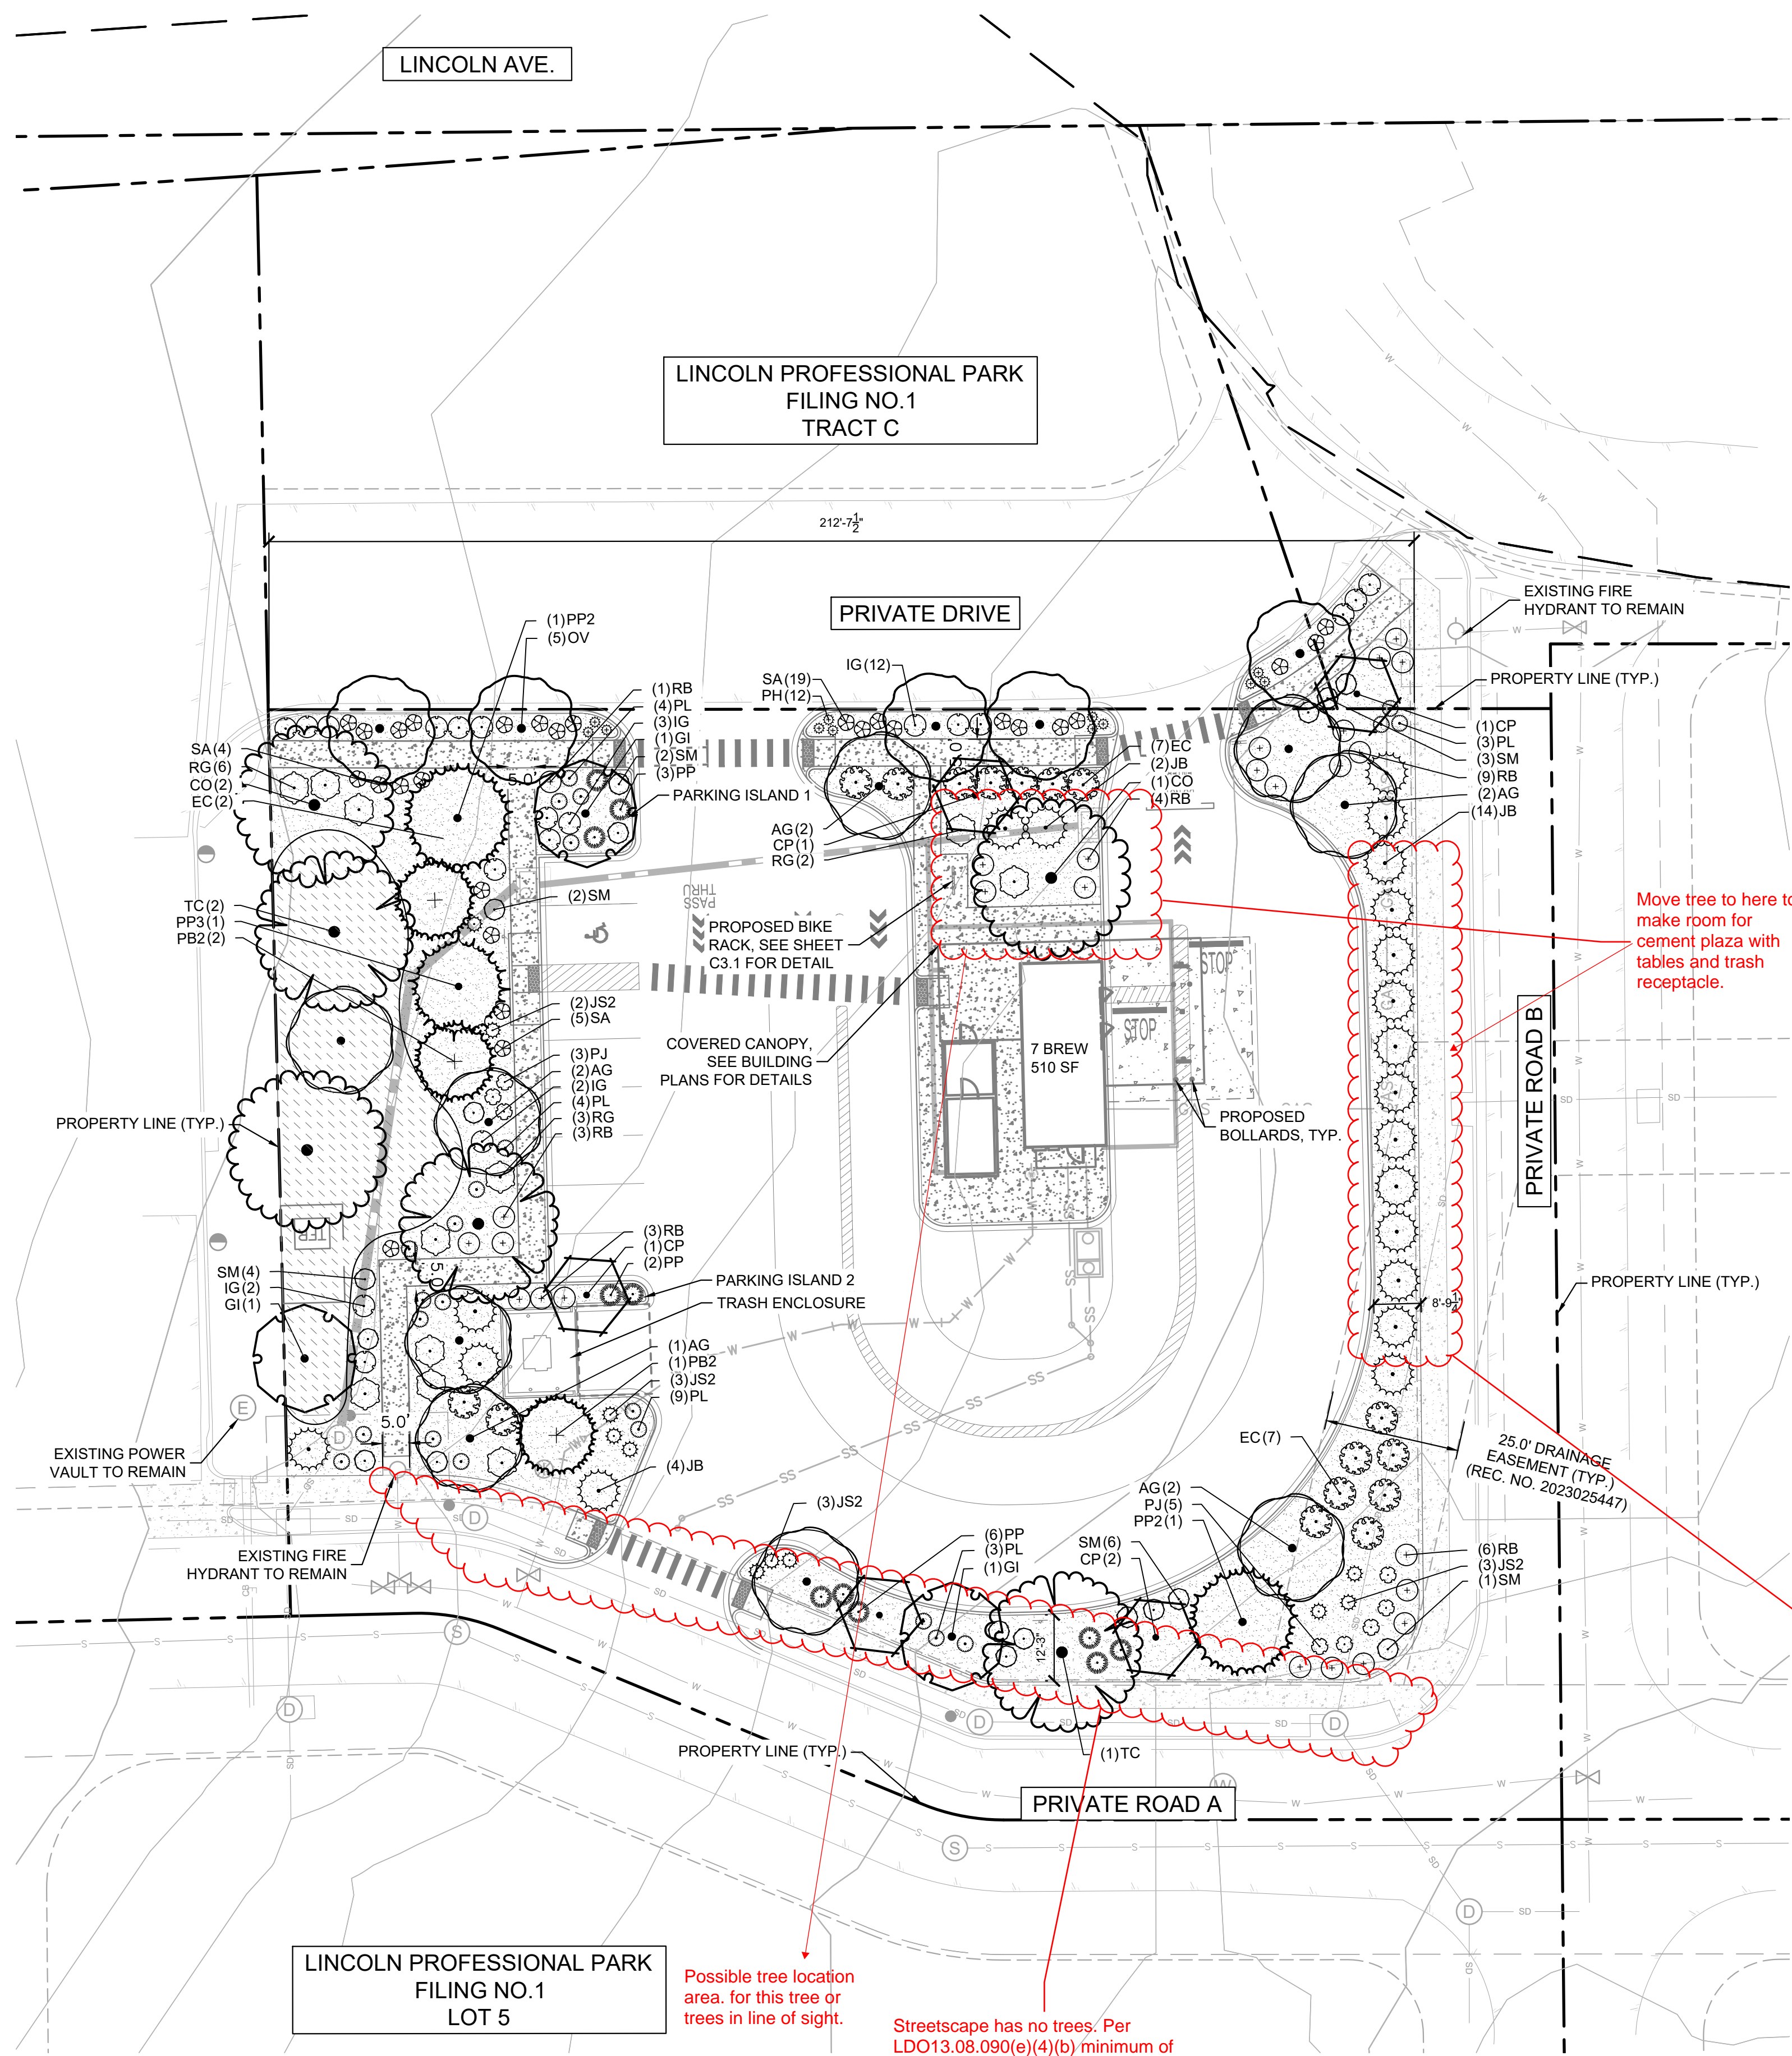 LINCOLN AVE.
LINCOLN PROFESSIONAL PARK
FILING NO.1
TRACT C
212'-7 1/2"
PRIVATE DRIVE
EXISTING FIRE
HYDRANT TO REMAIN
PROPERTY LINE (TYP.)
(1)PP2
(5)OV
IG(12)
SA(19)
PH(12)
(1)RB
(4)PL
(3)IG
(1)GI
(2)SM
(3)PP
PARKING ISLAND 1
SA(4)
RG(6)
CO(2)
EC(2)
5.0'
5.0'
(7)EC
(2)JB
(1)CO
(4)RB
AG(2)
CP(1)
RG(2)
(1)CP
(3)PL
(3)SM
(9)RB
(2)AG
(14)JB
TC(2)
PP3(1)
PB2(2)
(2)SM
PASS
THRU
PROPOSED BIKE
RACK, SEE SHEET
C3.1 FOR DETAIL
Move tree to here to
make room for
cement plaza with
tables and trash
receptacle.
STOP
STOP
(2)JS2
(5)SA
COVERED CANOPY,
SEE BUILDING
PLANS FOR DETAILS
7 BREW
510 SF
(3)PJ
(2)AG
(2)IG
(4)PL
(3)RG
(3)RB
PROPERTY LINE (TYP.)
PROPOSED
BOLLARDS, TYP.
PRIVATE ROAD B
(3)RB
(1)CP
(2)PP
PARKING ISLAND 2
TRASH ENCLOSURE
SM(4)
IG(2)
GI(1)
5.0'
PROPERTY LINE (TYP.)
8'-9 1/4"
(1)AG
(1)PB2
(3)JS2
(9)PL
5.0'
E
D
EXISTING POWER
VAULT TO REMAIN
(4)JB
EC(7)
25.0' DRAINAGE
EASEMENT (TYP.)
(REC. NO. 2023025447)
EXISTING FIRE
HYDRANT TO REMAIN
(3)JS2
(6)PP
(3)PL
(1)GI
AG(2)
PJ(5)
PP2(1)
SM(6)
CP(2)
(6)RB
(3)JS2
(1)SM
12'-3"
PROPERTY LINE (TYP.)
(1)TC
PRIVATE ROAD A
LINCOLN PROFESSIONAL PARK
FILING NO.1
LOT 5
Possible tree location
area. for this tree or
trees in line of sight.
Streetscape has no trees. Per
LDO13.08.090(e)(4)(b) minimum of